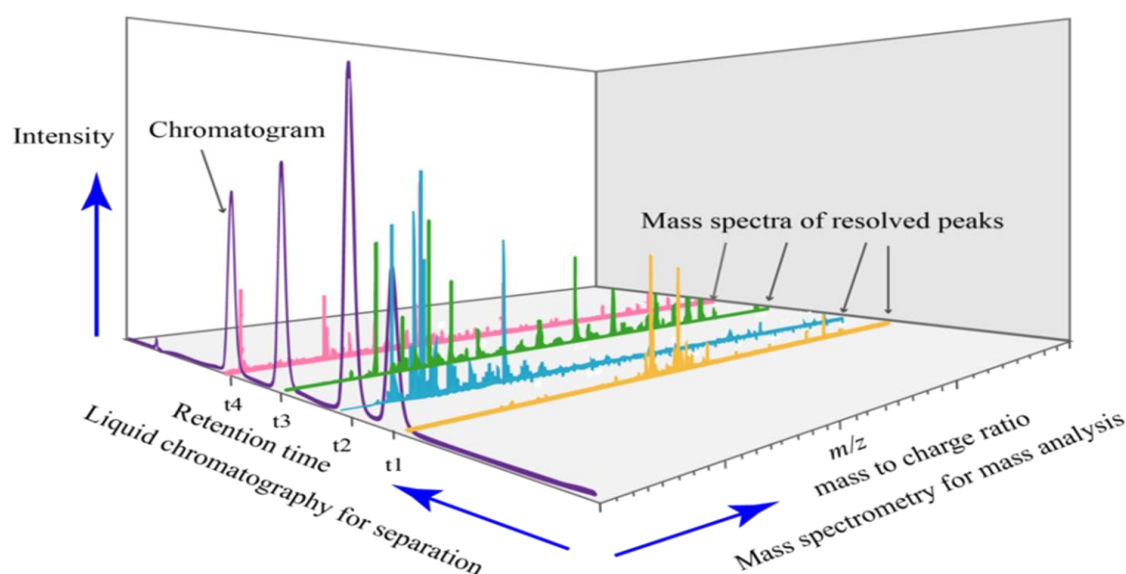 Intensity
Chromatogram
Mass spectra of resolved peaks
t4
t3
t2
t1
Retention time
Liquid chromatography for separation
m/z
mass to charge ratio
Mass spectrometry for mass analysis